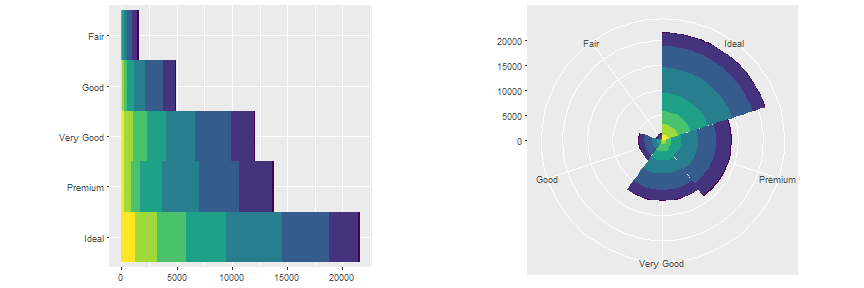 Fair
Good
Very Good
Premium
Ideal
0 5000 10000 15000 20000
20000
15000
10000
5000
0
Fair Ideal
Good Premium
Very Good